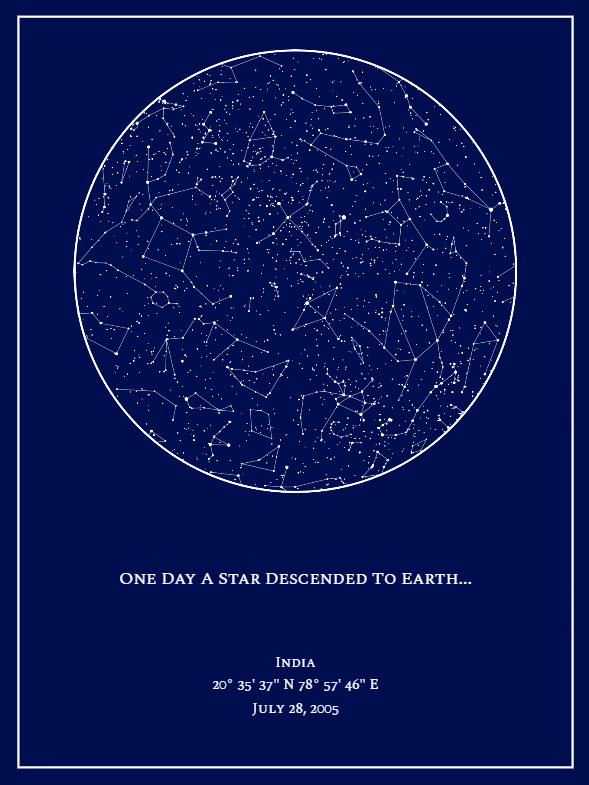 One Day A Star Descended To Earth...
India
20° 35' 37" N 78° 57' 46" E
July 28, 2005